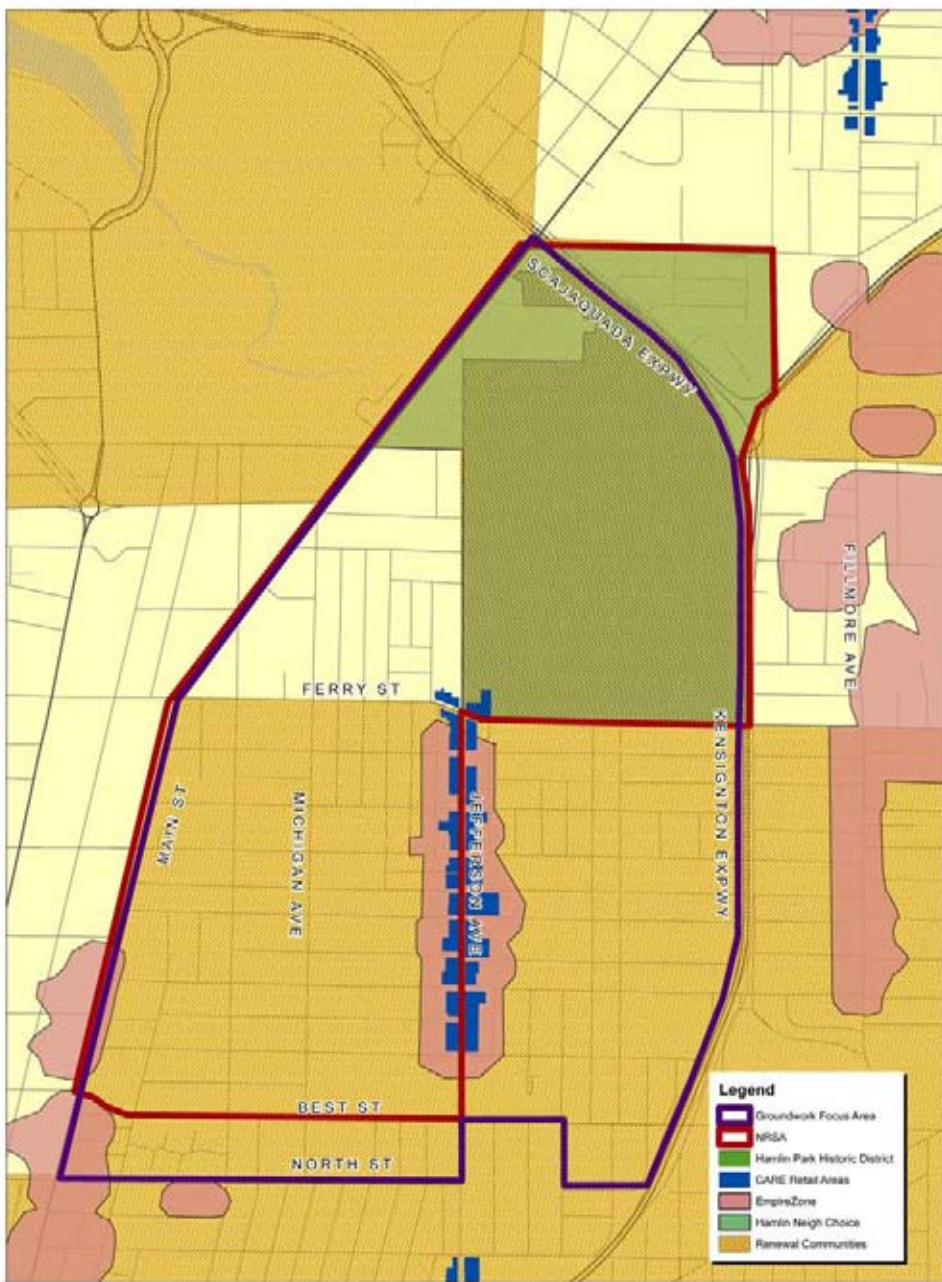 SCAJAQUADA EXPWY
FERRY ST
FILLMORE AVE
KENSIGNTON EXPWY
MAIN ST
MICHIGAN AVE
JEFFERSON AVE
BEST ST
NORTH ST
Legend
Groundwork Focus Area
NRSA
Hamlin Park Historic District
CARE Retail Areas
EmpireZone
Hamlin Neigh Choice
Renewal Communities